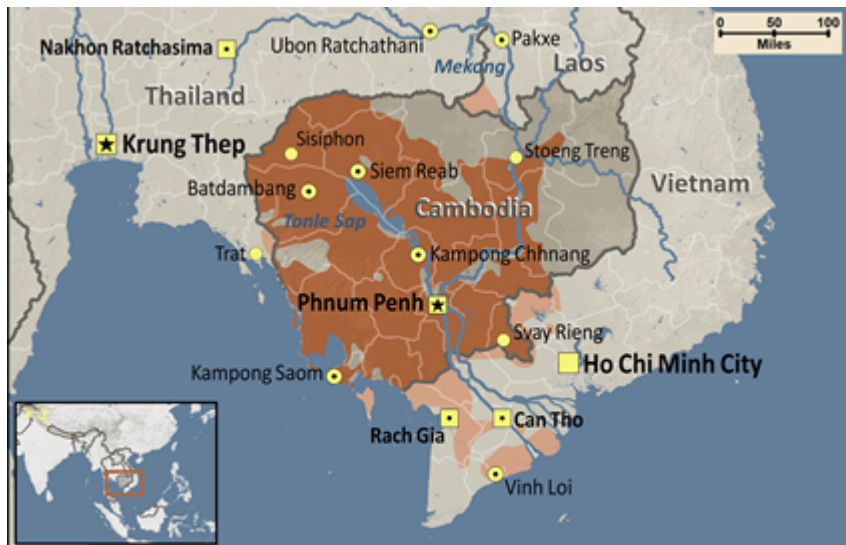 0 50 100
Miles
Nakhon Ratchasima
Ubon Ratchathani
Pakxe
Mekong
Laos
Thailand
Krung Thep
Sisiphon
Siem Reab
Stoeng Treng
Batdambang
Vietnam
Cambodia
Tonle Sap
Trat
Kampong Chhnang
Phnum Penh
Svay Rieng
Ho Chi Minh City
Kampong Saom
Rach Gia
Can Tho
Vinh Loi